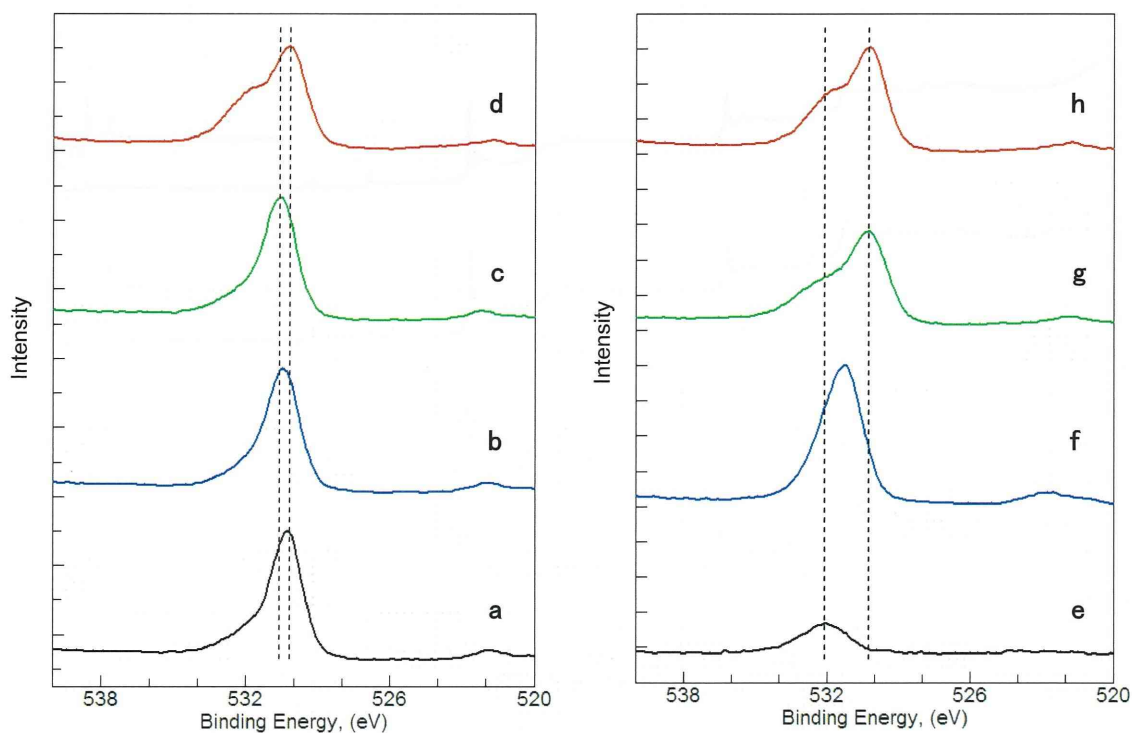 Intensity
d
c
b
a
538
532
526
520
Binding Energy, (eV)
Intensity
h
g
f
e
538
532
526
520
Binding Energy, (eV)